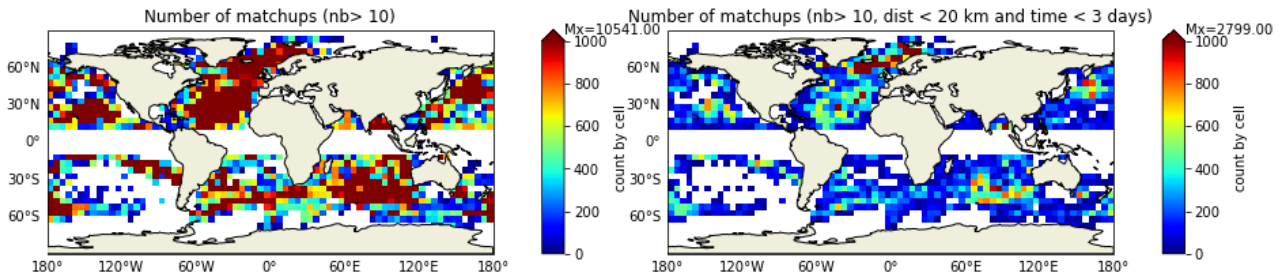 Number of matchups (nb> 10)
Mx=10541.00
1000
800
600
400
200
0
count by cell
60°N
30°N
0°
30°S
60°S
180° 120°W 60°W 0° 60°E 120°E 180°
Number of matchups (nb> 10, dist < 20 km and time < 3 days)
Mx=2799.00
1000
800
600
400
200
0
count by cell
60°N
30°N
0°
30°S
60°S
180° 120°W 60°W 0° 60°E 120°E 180°